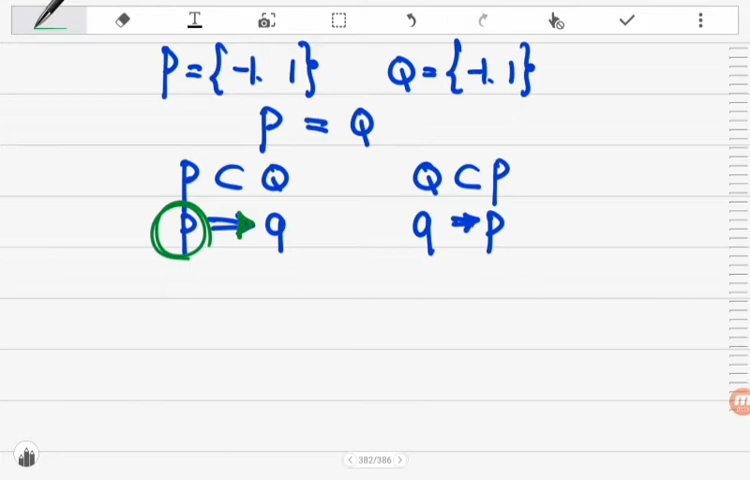 P={-1. 1} Q={-1. 1}
P = Q
P ⊂ Q Q ⊂ P
P ⇒ q q ⇒ P
382/386